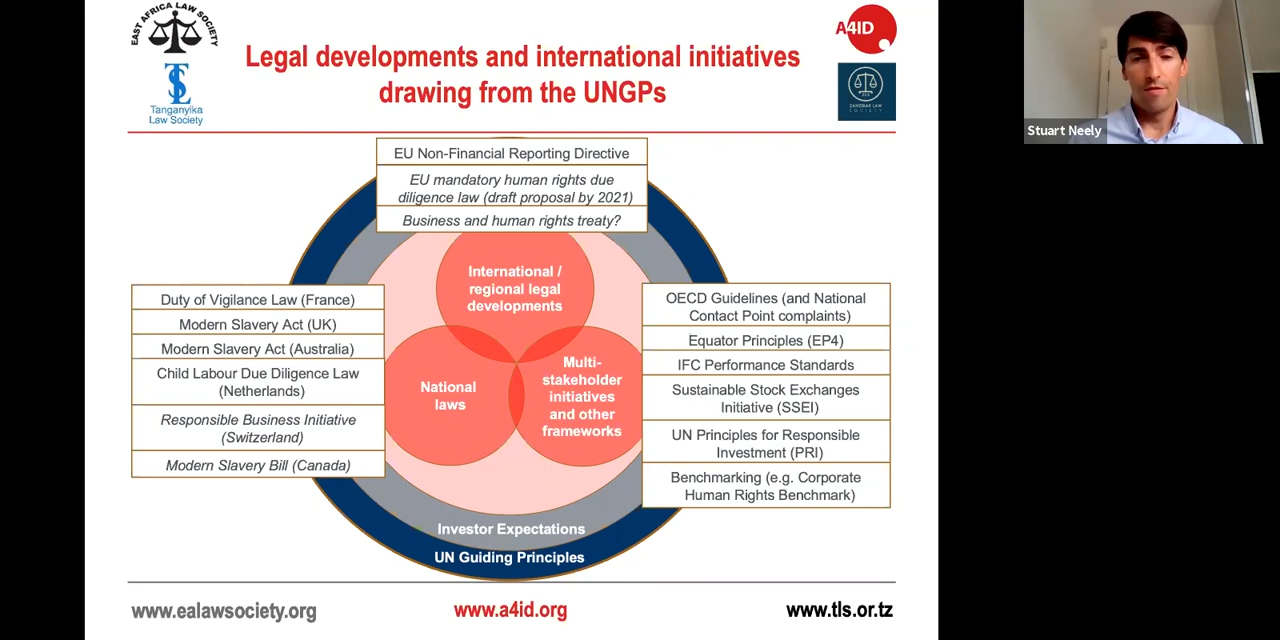 EAST AFRICA LAW SOCIETY
TLS
Tanganyika
Law Society
A4ID
ZANZIBAR LAW
SOCIETY
Legal developments and international initiatives
drawing from the UNGPs
Stuart Neely
EU Non-Financial Reporting Directive
EU mandatory human rights due
diligence law (draft proposal by 2021)
Business and human rights treaty?
International /
regional legal
developments
Duty of Vigilance Law (France)
Modern Slavery Act (UK)
Modern Slavery Act (Australia)
Child Labour Due Diligence Law
(Netherlands)
Responsible Business Initiative
(Switzerland)
Modern Slavery Bill (Canada)
National
laws
Multi-
stakeholder
initiatives
and other
frameworks
OECD Guidelines (and National
Contact Point complaints)
Equator Principles (EP4)
IFC Performance Standards
Sustainable Stock Exchanges
Initiative (SSEI)
UN Principles for Responsible
Investment (PRI)
Benchmarking (e.g. Corporate
Human Rights Benchmark)
Investor Expectations
UN Guiding Principles
www.ealawsociety.org
www.a4id.org
www.tls.or.tz